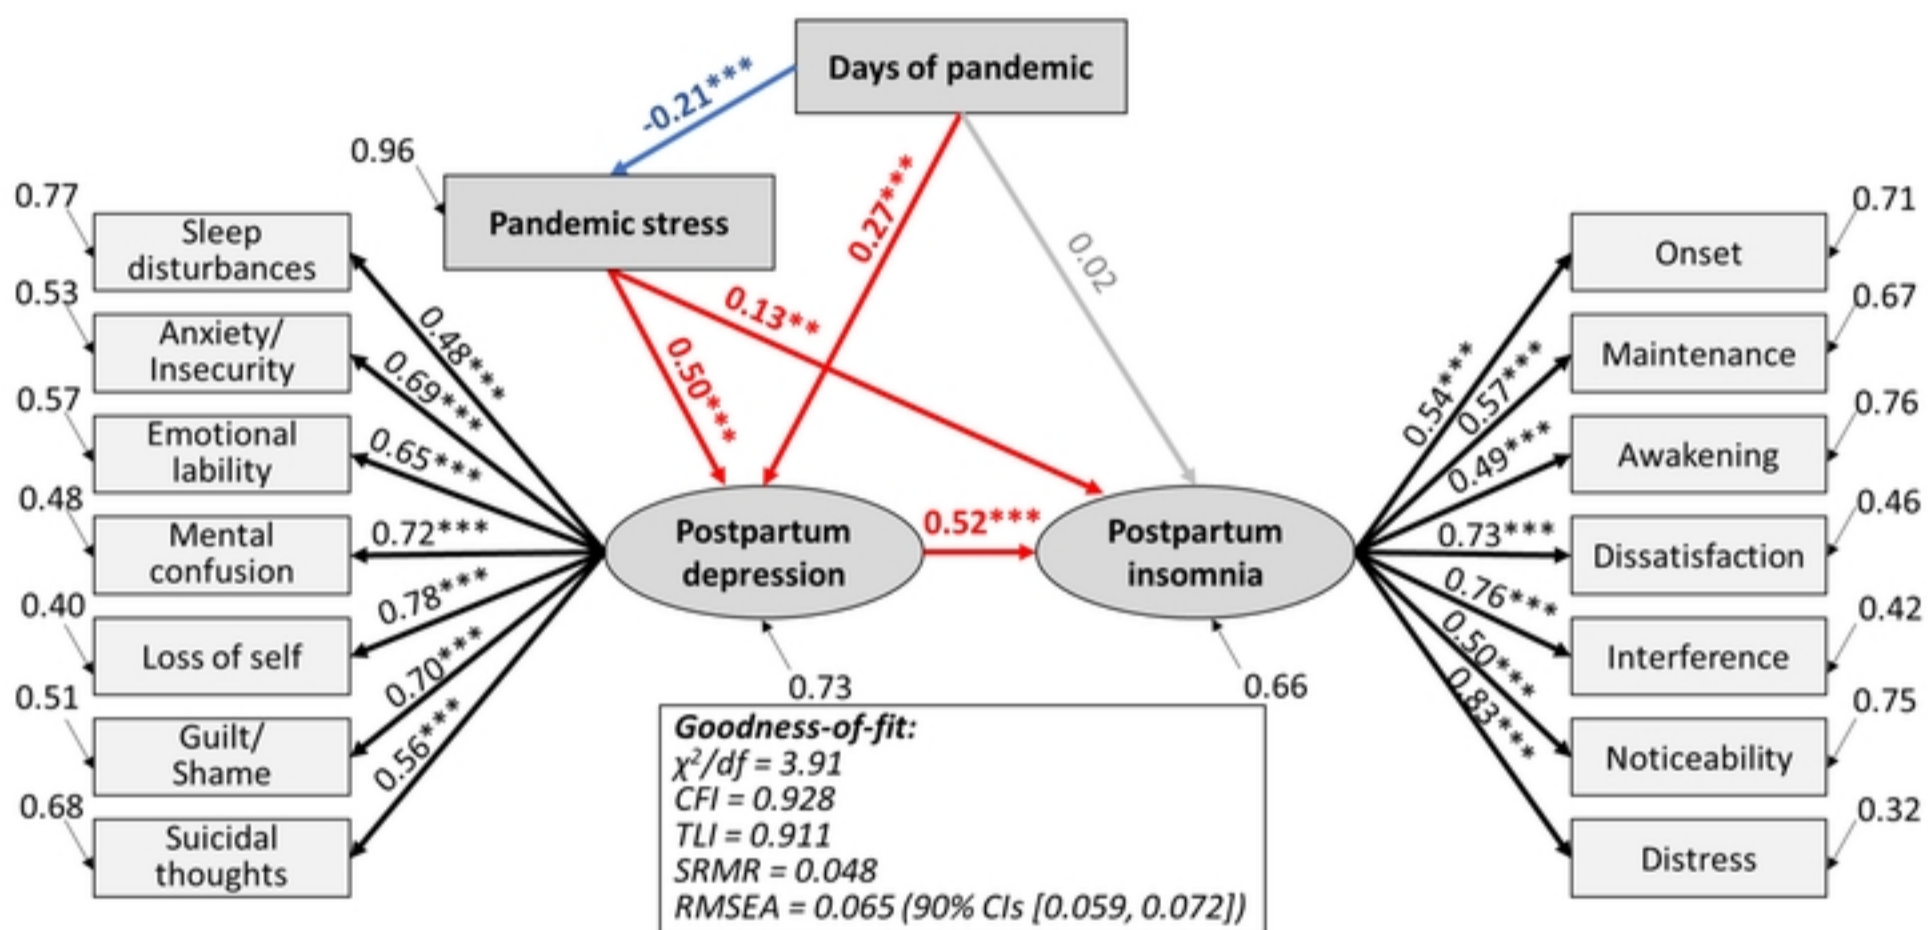 Days of pandemic
-0.21***
0.96
Pandemic stress
0.27***
0.02
0.13**
0.50***
0.77
Sleep
disturbances
0.53
Anxiety/
Insecurity
0.57
Emotional
lability
0.48
Mental
confusion
0.40
Loss of self
0.51
Guilt/
Shame
0.68
Suicidal
thoughts
0.48***
0.69***
0.65***
0.72***
0.78***
0.70***
0.56***
Postpartum
depression
0.52***
Postpartum
insomnia
0.73
0.66
0.54***
0.57***
0.49***
0.73***
0.76***
0.50***
0.83***
0.71
Onset
0.67
Maintenance
0.76
Awakening
0.46
Dissatisfaction
0.42
Interference
0.75
Noticeability
0.32
Distress
Goodness-of-fit:
χ²/df = 3.91
CFI = 0.928
TLI = 0.911
SRMR = 0.048
RMSEA = 0.065 (90% CIs [0.059, 0.072])